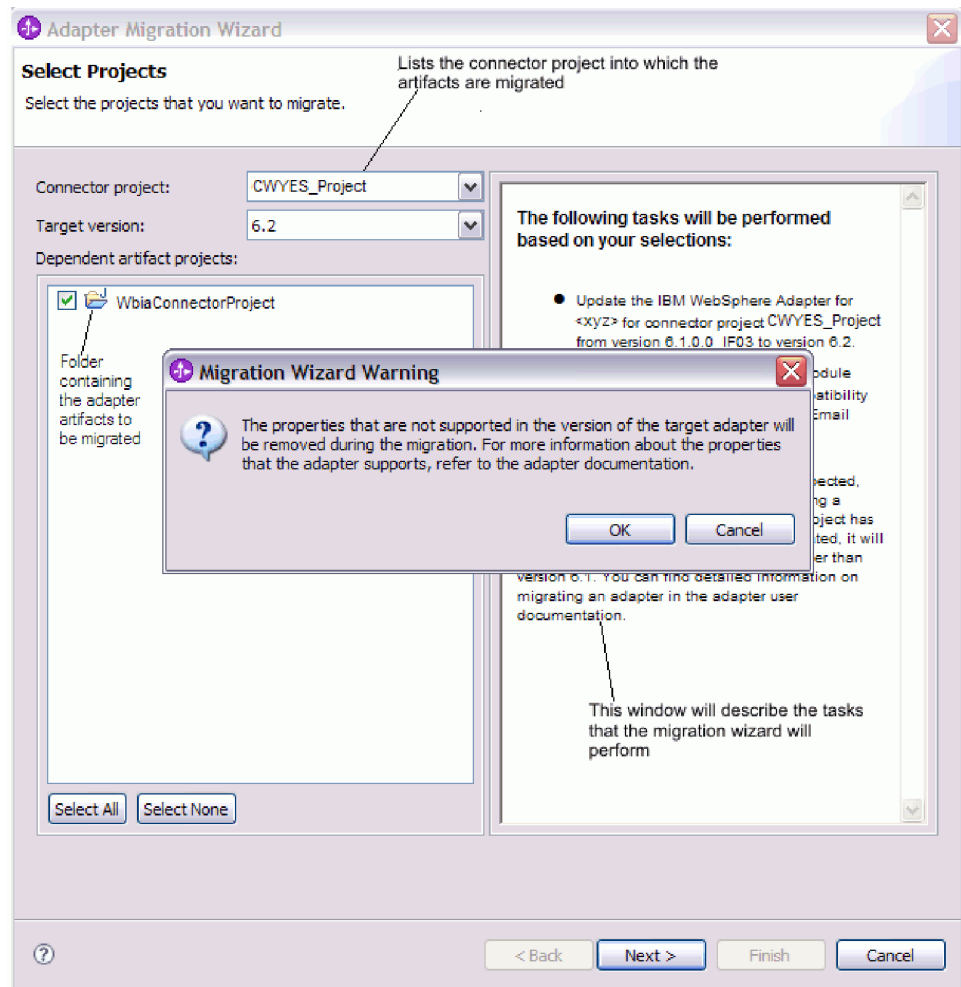 Adapter Migration Wizard
Select Projects
Select the projects that you want to migrate.
Lists the connector project into which the
artifacts are migrated
Connector project:
CWYES_Project
Target version:
6.2
Dependent artifact projects:
WbiaConnectorProject
Folder
containing
the adapter
artifacts to
be migrated
The following tasks will be performed
based on your selections:
● Update the IBM WebSphere Adapter for
<xyz> for connector project CWYES_Project
from version 6.1.0.0_IF03 to version 6.2.
Migration Wizard Warning
The properties that are not supported in the version of the target adapter will
be removed during the migration. For more information about the properties
that the adapter supports, refer to the adapter documentation.
OK
Cancel
has
it will
than
version 6.1. You can find detailed information on
migrating an adapter in the adapter user
documentation.
This window will describe the tasks
that the migration wizard will
perform
Select All
Select None
?
< Back
Next >
Finish
Cancel